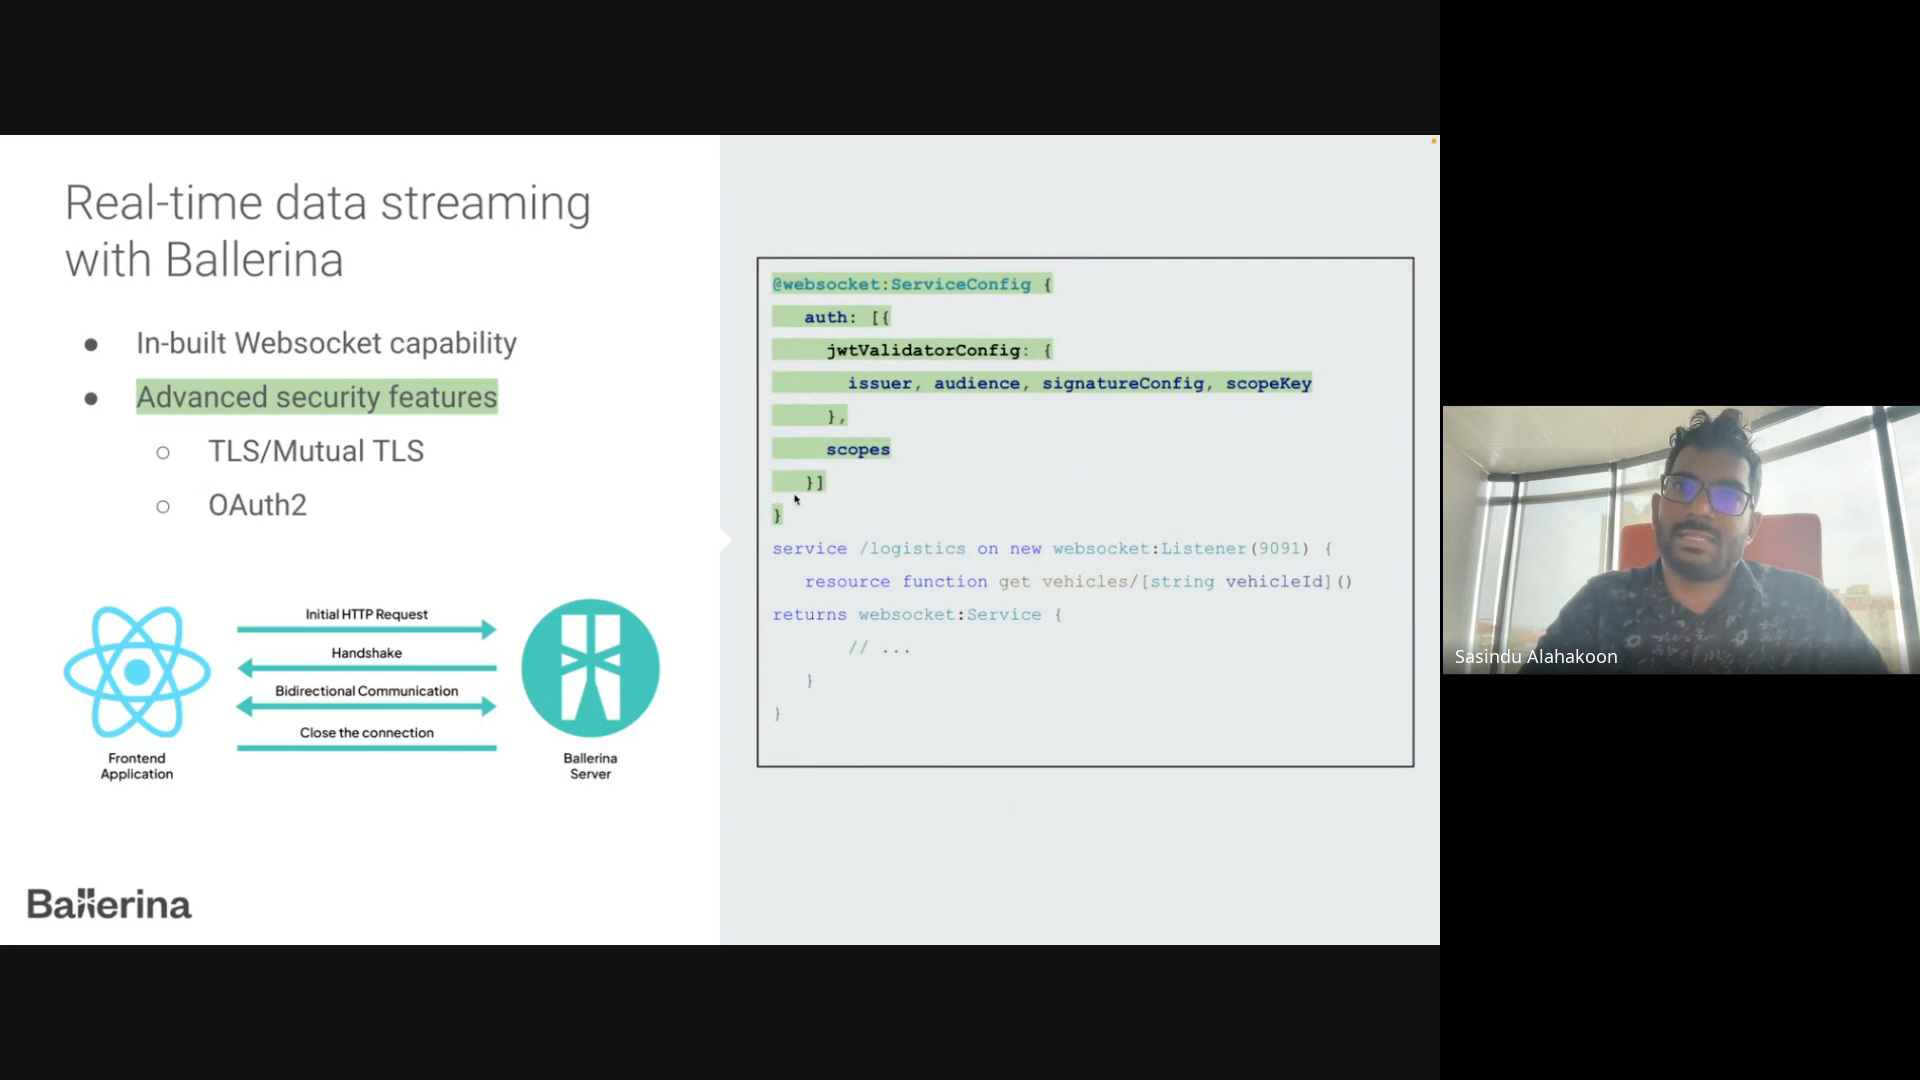 Real-time data streaming
with Ballerina
● In-built Websocket capability
● Advanced security features
○ TLS/Mutual TLS
○ OAuth2
Initial HTTP Request
Handshake
Bidirectional Communication
Close the connection
Frontend
Application
Ballerina
Server
Ballerina
@websocket:ServiceConfig {
auth: [{
jwtValidatorConfig: {
issuer, audience, signatureConfig, scopeKey
},
scopes
}]
}
service /logistics on new websocket:Listener(9091) {
resource function get vehicles/[string vehicleId]()
returns websocket:Service {
// ...
}
}
Sasindu Alahakoon